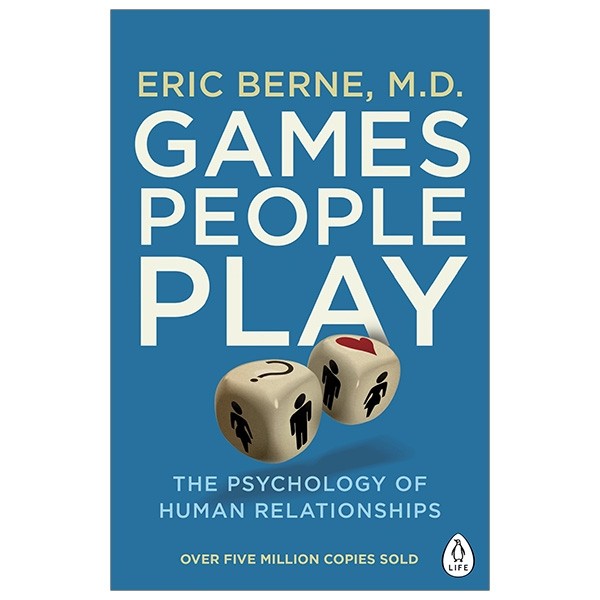 ERIC BERNE, M.D.
GAMES
PEOPLE
PLAY
?
THE PSYCHOLOGY OF
HUMAN RELATIONSHIPS
OVER FIVE MILLION COPIES SOLD
LIFE